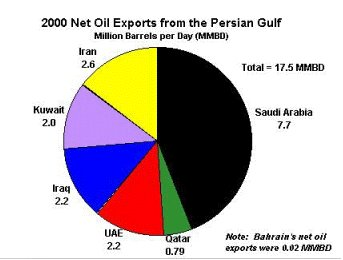 2000 Net Oil Exports from the Persian Gulf
Million Barrels per Day (MMBD)
Iran
2.6
Total = 17.5 MMBD
Kuwait
2.0
Saudi Arabia
7.7
Iraq
2.2
UAE
2.2
Qatar
0.79
Note: Bahrain's net oil
exports were 0.02 MMBD